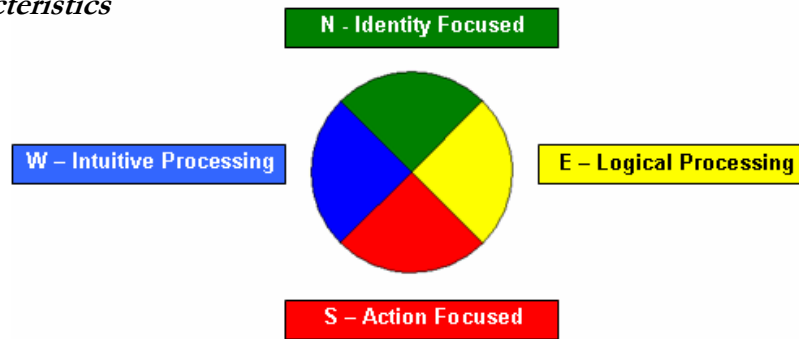 N - Identity Focused
W – Intuitive Processing
E – Logical Processing
S – Action Focused